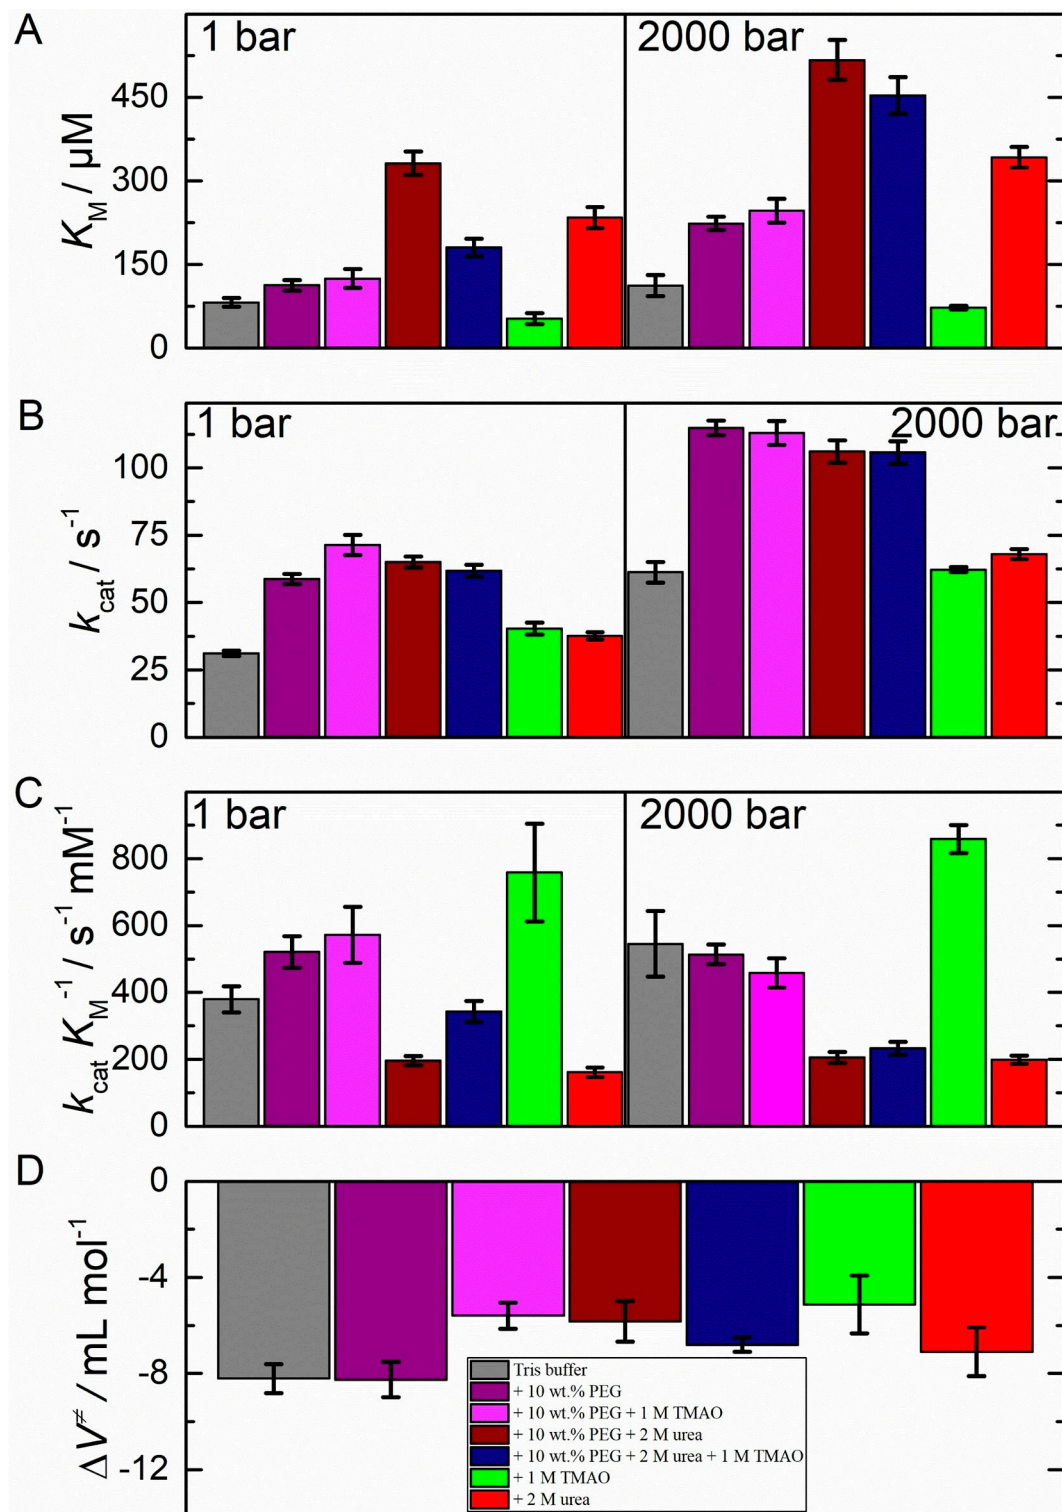 A
1 bar
2000 bar
450
300
150
0
K_M / µM
B
1 bar
2000 bar
100
75
50
25
0
k_cat / s⁻¹
C
1 bar
2000 bar
800
600
400
200
0
k_cat K_M⁻¹ / s⁻¹ mM⁻¹
D
0
-4
-8
-12
ΔV^≠ / mL mol⁻¹
Tris buffer
+ 10 wt.% PEG
+ 10 wt.% PEG + 1 M TMAO
+ 10 wt.% PEG + 2 M urea
+ 10 wt.% PEG + 2 M urea + 1 M TMAO
+ 1 M TMAO
+ 2 M urea